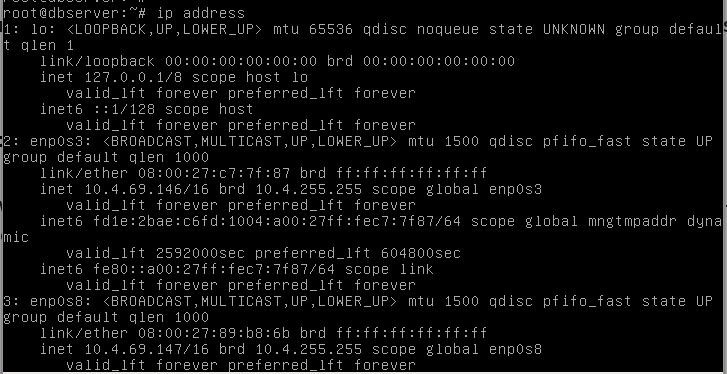 root@dbserver:~# ip address
1: lo: <LOOPBACK,UP,LOWER_UP> mtu 65536 qdisc noqueue state UNKNOWN group defaul
t qlen 1
    link/loopback 00:00:00:00:00:00 brd 00:00:00:00:00:00
    inet 127.0.0.1/8 scope host lo
       valid_lft forever preferred_lft forever
    inet6 ::1/128 scope host
       valid_lft forever preferred_lft forever
2: enp0s3: <BROADCAST,MULTICAST,UP,LOWER_UP> mtu 1500 qdisc pfifo_fast state UP
group default qlen 1000
    link/ether 08:00:27:c7:7f:87 brd ff:ff:ff:ff:ff:ff
    inet 10.4.69.146/16 brd 10.4.255.255 scope global enp0s3
       valid_lft forever preferred_lft forever
    inet6 fd1e:2bae:c6fd:1004:a00:27ff:fec7:7f87/64 scope global mngtmpaddr dyna
mic
       valid_lft 2592000sec preferred_lft 604800sec
    inet6 fe80::a00:27ff:fec7:7f87/64 scope link
       valid_lft forever preferred_lft forever
3: enp0s8: <BROADCAST,MULTICAST,UP,LOWER_UP> mtu 1500 qdisc pfifo_fast state UP
group default qlen 1000
    link/ether 08:00:27:89:b8:6b brd ff:ff:ff:ff:ff:ff
    inet 10.4.69.147/16 brd 10.4.255.255 scope global enp0s8
       valid_lft forever preferred_lft forever